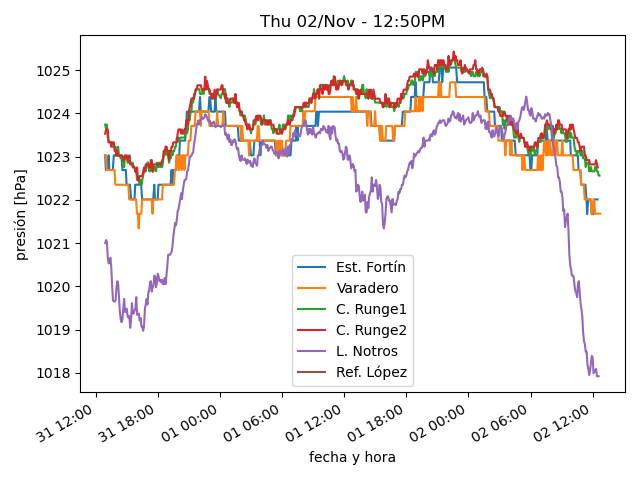 Thu 02/Nov - 12:50PM
presión [hPa]
1025
1024
1023
1022
1021
1020
1019
1018
Est. Fortín
Varadero
C. Runge1
C. Runge2
L. Notros
Ref. López
31 12:00
31 18:00
01 00:00
01 06:00
01 12:00
01 18:00
02 00:00
02 06:00
02 12:00
fecha y hora